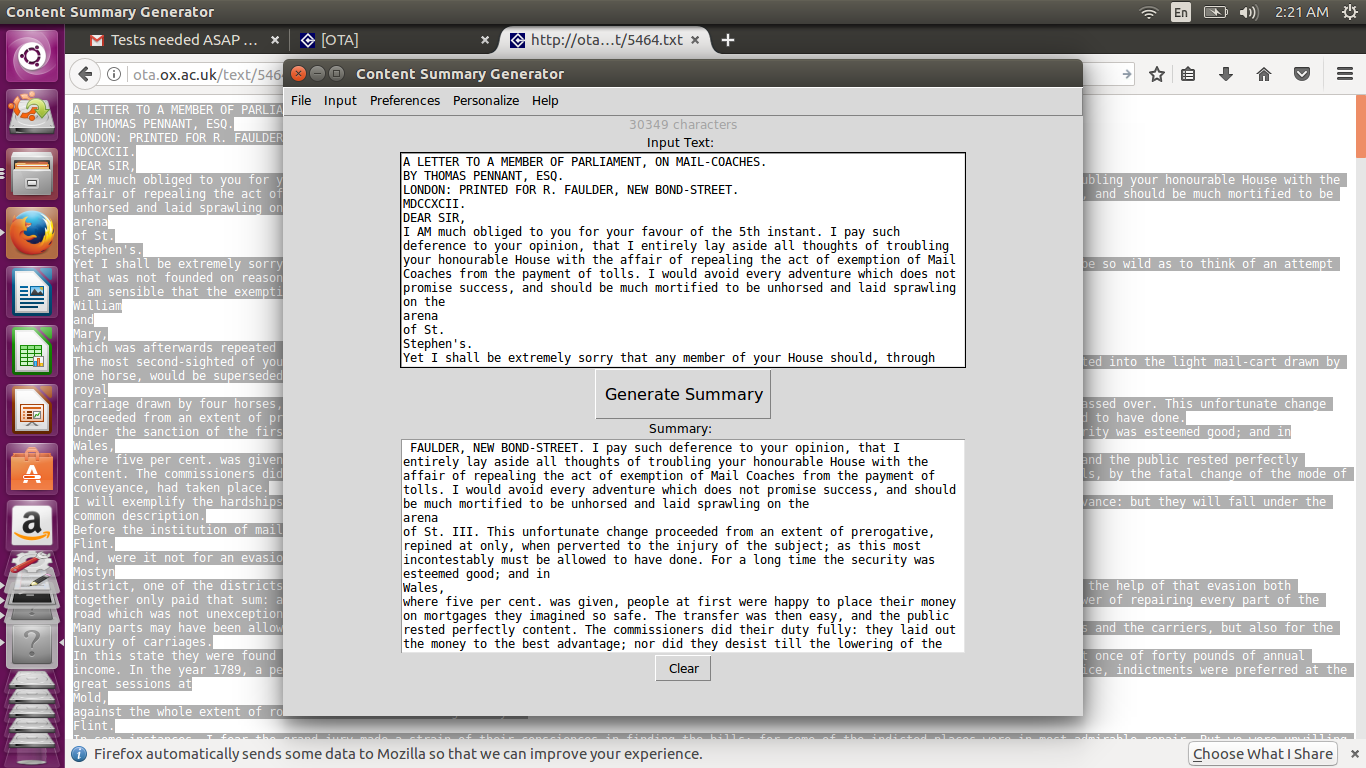 Content Summary Generator
En
2:21 AM
Tests needed ASAP ...
[OTA]
http://ota...t/5464.txt
ota.ox.ac.uk/text/546
Content Summary Generator
File Input Preferences Personalize Help
30349 characters
Input Text:
A LETTER TO A MEMBER OF PARLIAMENT, ON MAIL-COACHES.
BY THOMAS PENNANT, ESQ.
LONDON: PRINTED FOR R. FAULDER, NEW BOND-STREET.
MDCCXCII.
DEAR SIR,
I AM much obliged to you for your favour of the 5th instant. I pay such
deference to your opinion, that I entirely lay aside all thoughts of troubling
your honourable House with the affair of repealing the act of exemption of Mail
Coaches from the payment of tolls. I would avoid every adventure which does not
promise success, and should be much mortified to be unhorsed and laid sprawling
on the
arena
of St.
Stephen's.
Yet I shall be extremely sorry that any member of your House should, through
Generate Summary
Summary:
FAULDER, NEW BOND-STREET. I pay such deference to your opinion, that I
entirely lay aside all thoughts of troubling your honourable House with the
affair of repealing the act of exemption of Mail Coaches from the payment of
tolls. I would avoid every adventure which does not promise success, and should
be much mortified to be unhorsed and laid sprawling on the
arena
of St. III. This unfortunate change proceeded from an extent of prerogative,
repined at only, when perverted to the injury of the subject; as this most
incontestably must be allowed to have done. For a long time the security was
esteemed good; and in
Wales,
where five per cent. was given, people at first were happy to place their money
on mortgages they imagined so safe. The transfer was then easy, and the public
rested perfectly content. The commissioners did their duty fully: they laid out
the money to the best advantage; nor did they desist till the lowering of the
Clear
A LETTER TO A MEMBER OF PARLIA
BY THOMAS PENNANT, ESQ.
LONDON: PRINTED FOR R. FAULDER
MDCCXCII.
DEAR SIR,
I AM much obliged to you for y
bling your honourable House with the
affair of repealing the act of
, and should be much mortified to be
unhorsed and laid sprawling on
arena
of St.
Stephen's.
Yet I shall be extremely sorry
be so wild as to think of an attempt
that was not founded on reason
I am sensible that the exempti
William
and
Mary,
which was afterwards repeated
The most second-sighted of you
ted into the light mail-cart drawn by
one horse, would be superseded
royal
carriage drawn by four horses,
assed over. This unfortunate change
proceeded from an extent of pr
d to have done.
Under the sanction of the firs
rity was esteemed good; and in
Wales,
where five per cent. was given
and the public rested perfectly
content. The commissioners did
s, by the fatal change of the mode of
conveyance, had taken place.
I will exemplify the hardships
vance: but they will fall under the
common description.
Before the institution of mail
Flint.
And, were it not for an evasio
Mostyn
district, one of the districts
the help of that evasion both
together only paid that sum: a
wer of repairing every part of the
road which was not unexception
Many parts may have been allow
s and the carriers, but also for the
luxury of carriages.
In this state they were found
t once of forty pounds of annual
income. In the year 1789, a pe
ice, indictments were preferred at the
great sessions at
Mold,
against the whole extent of ro
Flint.
Firefox automatically sends some data to Mozilla so that we can improve your experience.
Choose What I Share